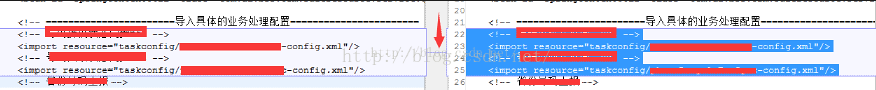 <!-- =========================导入具体的业务处理配置=========================
<!-- -->
<import resource="taskconfig/ -config.xml"/>
<!-- -->
<import resource="taskconfig/ -config.xml"/>
<!-- -->
20
21 <!-- =========================导入具体的业务处理配置=========================
22 <!-- -->
23 <import resource="taskconfig/ -config.xml"/>
24 <!-- -->
25 <import resource="taskconfig/ -config.xml"/>
26 <!-- -->